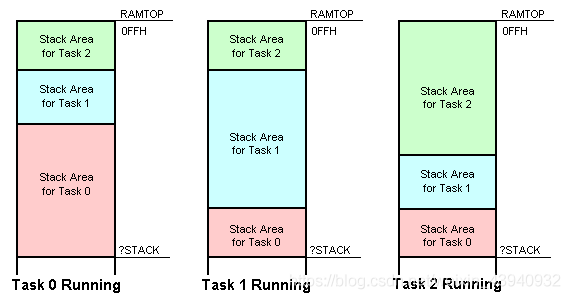 RAMTOP
0FFH
Stack Area
for Task 2
Stack Area
for Task 1
Stack Area
for Task 0
?STACK
Task 0 Running
RAMTOP
0FFH
Stack Area
for Task 2
Stack Area
for Task 1
Stack Area
for Task 0
?STACK
Task 1 Running
RAMTOP
0FFH
Stack Area
for Task 2
Stack Area
for Task 1
Stack Area
for Task 0
?STACK
Task 2 Running